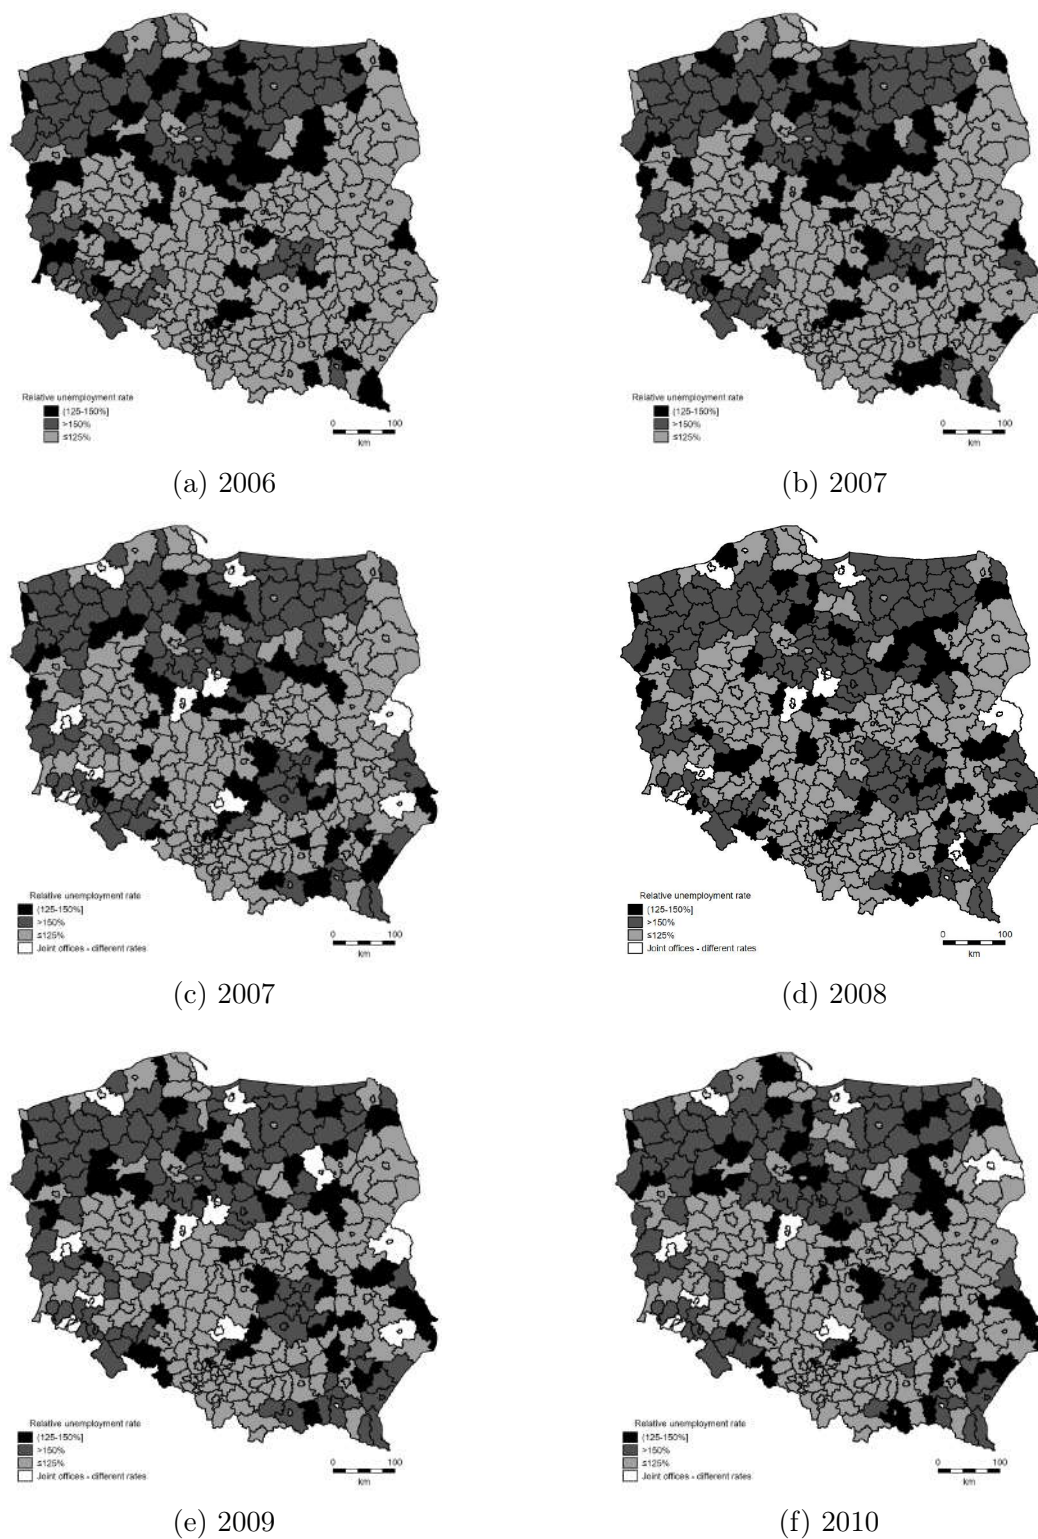 Relative unemployment rate
(125-150%]
>150%
≤125%
0 100
km
(a) 2006
Relative unemployment rate
(125-150%]
>150%
≤125%
0 100
km
(b) 2007
Relative unemployment rate
(125-150%]
>150%
≤125%
Joint offices - different rates
0 100
km
(c) 2007
Relative unemployment rate
(125-150%]
>150%
≤125%
Joint offices - different rates
0 100
km
(d) 2008
Relative unemployment rate
(125-150%]
>150%
≤125%
Joint offices - different rates
0 100
km
(e) 2009
Relative unemployment rate
(125-150%]
>150%
≤125%
Joint offices - different rates
0 100
km
(f) 2010